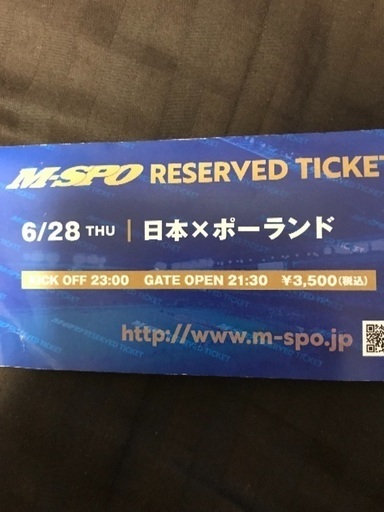 M-SPO RESERVED TICKET
6/28 THU | 日本×ポーランド
KICK OFF 23:00 GATE OPEN 21:30 ¥3,500(税込)
http://www.m-spo.jp